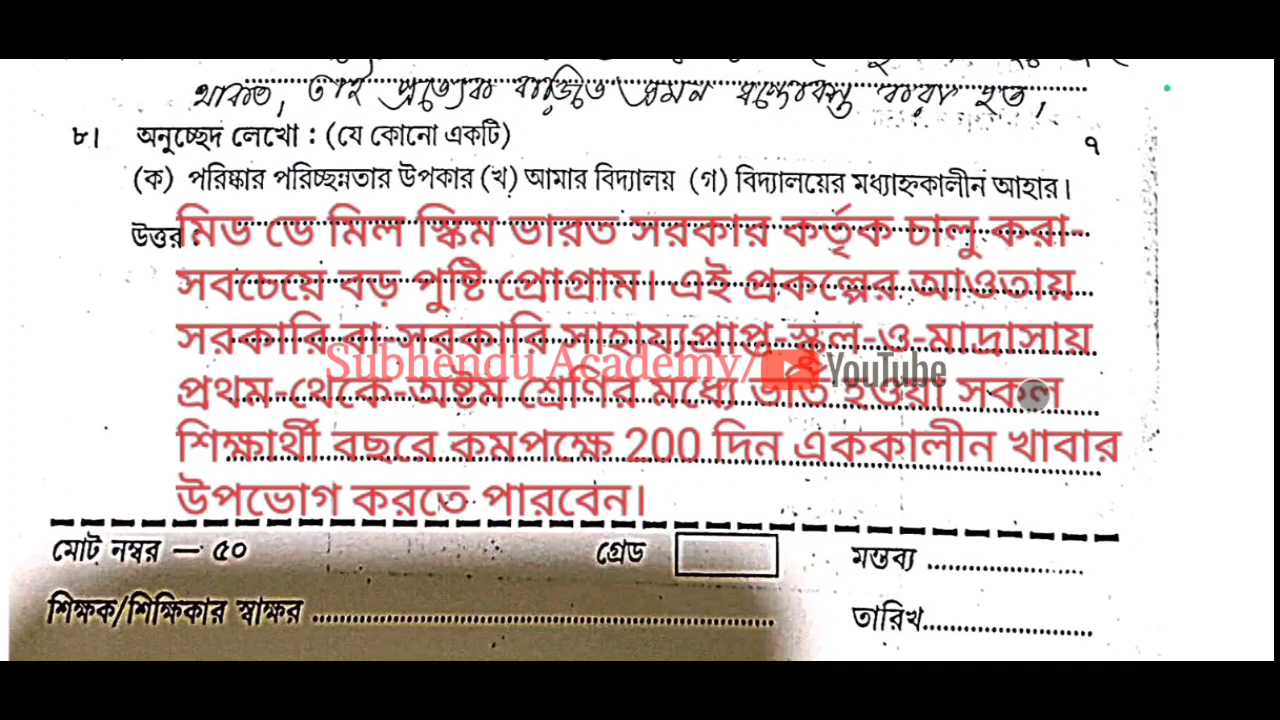 থাকত, তাই প্রত্যেক বাড়িতে এমন বন্দোবস্ত করা হত,
৮। অনুচ্ছেদ লেখো : (যে কোনো একটি) ৭
(ক) পরিষ্কার পরিচ্ছন্নতার উপকার (খ) আমার বিদ্যালয় (গ) বিদ্যালয়ের মধ্যাহ্নকালীন আহার।
উত্তর : মিড ডে মিল স্কিম ভারত সরকার কর্তৃক চালু করা
সবচেয়ে বড় পুষ্টি প্রোগ্রাম। এই প্রকল্পের আওতায়
সরকারি বা সরকারি সাহায্যপ্রাপ্ত স্কুল ও মাদ্রাসায়
Subhendu Academy/ YouTube
প্রথম থেকে অষ্টম শ্রেণির মধ্যে ভর্তি হওয়া সকল
শিক্ষার্থী বছরে কমপক্ষে 200 দিন এককালীন খাবার
উপভোগ করতে পারবেন।
মোট নম্বর — ৫০ গ্রেড মন্তব্য
শিক্ষক/শিক্ষিকার স্বাক্ষর তারিখ